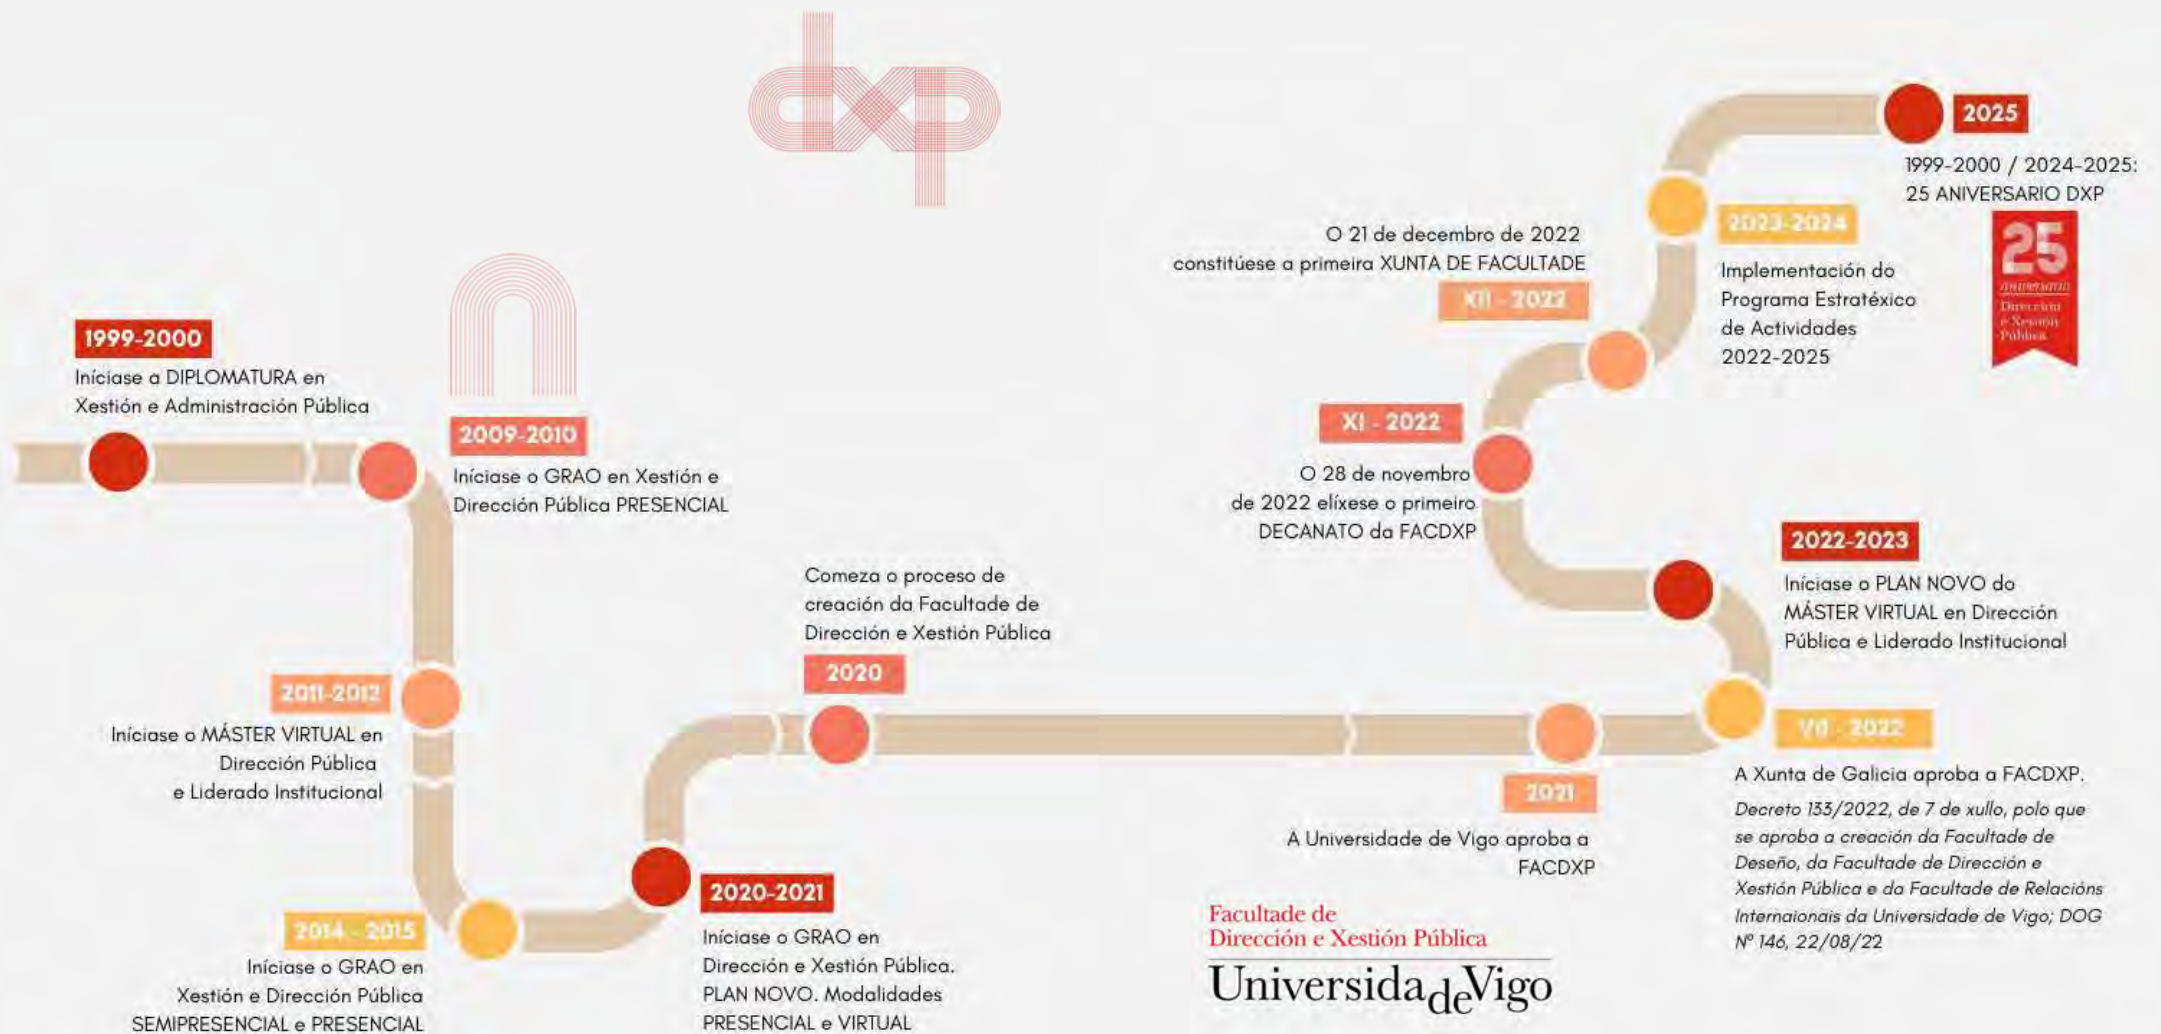 dxp
1999-2000
Iníciase a DIPLOMATURA en
Xestión e Administración Pública
2009-2010
Iníciase o GRAO en Xestión e
Dirección Pública PRESENCIAL
2011-2012
Iníciase o MÁSTER VIRTUAL en
Dirección Pública
e Liderado Institucional
2014 - 2015
Iníciase o GRAO en
Xestión e Dirección Pública
SEMIPRESENCIAL e PRESENCIAL
2020-2021
Iníciase o GRAO en
Dirección e Xestión Pública.
PLAN NOVO. Modalidades
PRESENCIAL e VIRTUAL
Comeza o proceso de
creación da Facultade de
Dirección e Xestión Pública
2020
2021
A Universidade de Vigo aproba a
FACDXP
VII - 2022
A Xunta de Galicia aproba a FACDXP.
Decreto 133/2022, de 7 de xullo, polo que
se aproba a creación da Facultade de
Deseño, da Facultade de Dirección e
Xestión Pública e da Facultade de Relacións
Internaionais da Universidade de Vigo; DOG
Nº 146, 22/08/22
2022-2023
Iníciase o PLAN NOVO do
MÁSTER VIRTUAL en Dirección
Pública e Liderado Institucional
XI - 2022
O 28 de novembro
de 2022 elíxese o primeiro
DECANATO da FACDXP
O 21 de decembro de 2022
constitúese a primeira XUNTA DE FACULTADE
XII - 2022
2023-2024
Implementación do
Programa Estratéxico
de Actividades
2022-2025
2025
1999-2000 / 2024-2025:
25 ANIVERSARIO DXP
25
aniversario
Dirección
e Xestión
Pública
Facultade de
Dirección e Xestión Pública
UniversidadeVigo